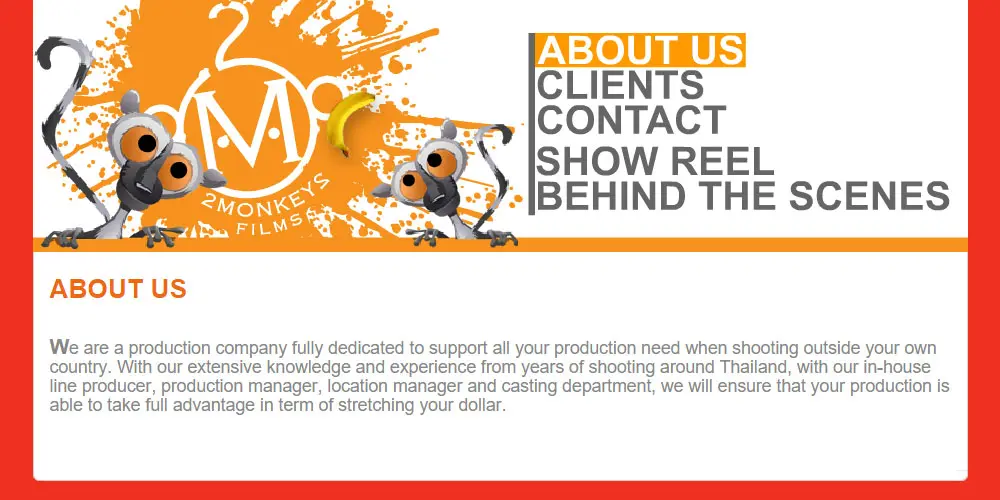 2
M
2MONKEYS
FILMS
ABOUT US
CLIENTS
CONTACT
SHOW REEL
BEHIND THE SCENES
ABOUT US
We are a production company fully dedicated to support all your production need when shooting outside your own
country. With our extensive knowledge and experience from years of shooting around Thailand, with our in-house
line producer, production manager, location manager and casting department, we will ensure that your production is
able to take full advantage in term of stretching your dollar.